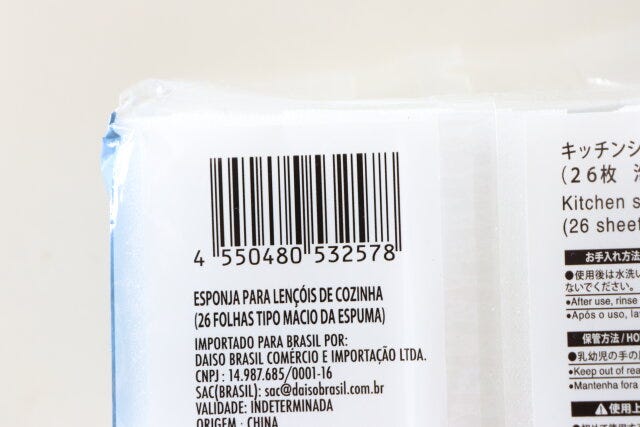 4 550480 532578
ESPONJA PARA LENÇÓIS DE COZINHA
(26 FOLHAS TIPO MACIO DA ESPUMA)
IMPORTADO PARA BRASIL POR:
DAISO BRASIL COMÉRCIO E IMPORTAÇÃO LTDA.
CNPJ : 14.987.685/0001-16
SAC(BRASIL): sac@daisobrasil.com.br
VALIDADE: INDETERMINADA
ORIGEM : CHINA
キッチンシ
(26枚
Kitchen s
(26 sheet
お手入れ方法
●使用後は水洗い
ないでください。
●After use, rinse
●Após o uso, la
保管方法/HO
●乳幼児の手の
●Keep out of rea
●Mantenha fora
使用上